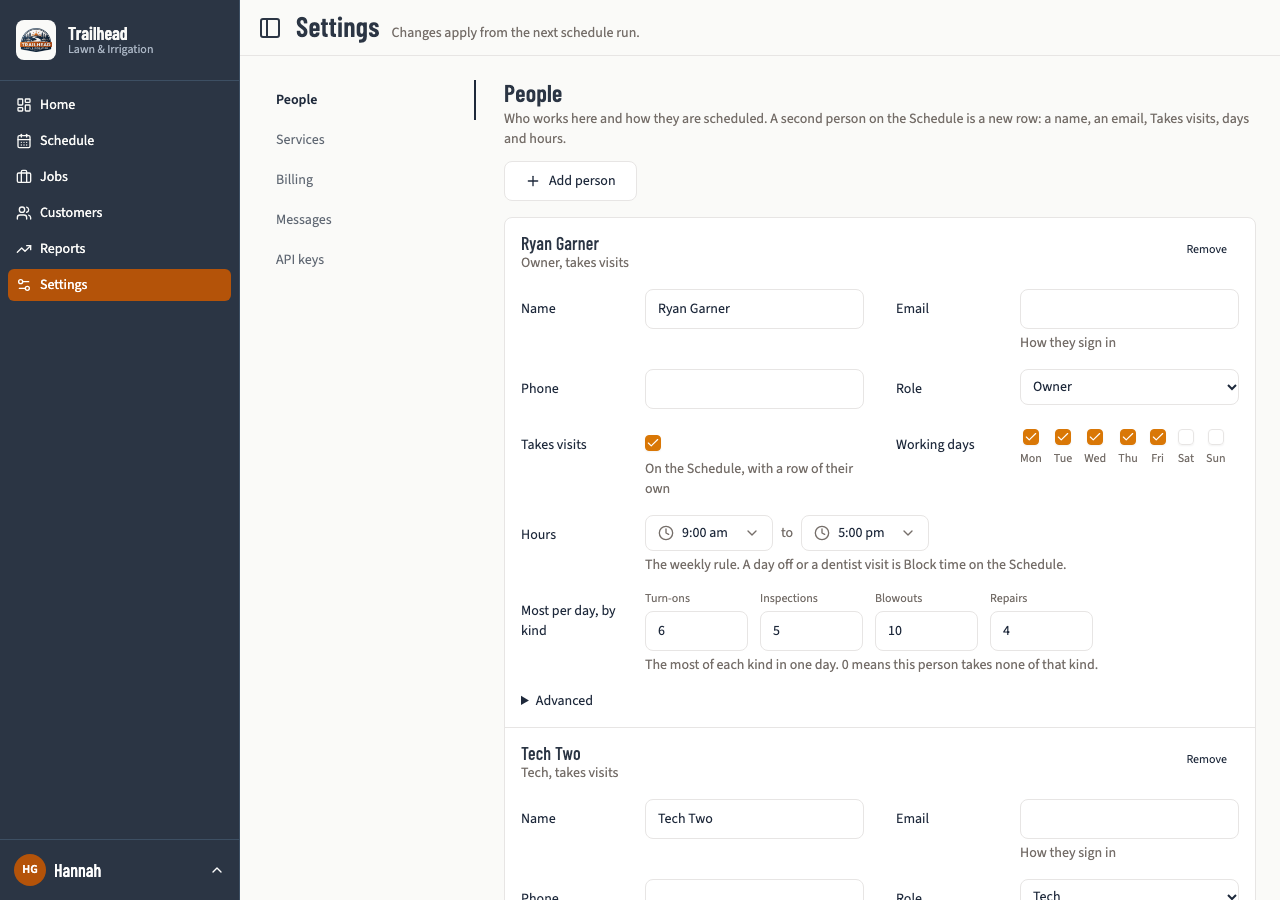 Trailhead
Lawn & Irrigation
TRAILHEAD
Home
Schedule
Jobs
Customers
Reports
Settings
HG
Hannah
Settings
Changes apply from the next schedule run.
People
Services
Billing
Messages
API keys
People
Who works here and how they are scheduled. A second person on the Schedule is a new row: a name, an email, Takes visits, days
and hours.
Add person
Ryan Garner
Owner, takes visits
Remove
Name
Ryan Garner
Email
How they sign in
Phone
Role
Owner
Takes visits
On the Schedule, with a row of their
own
Working days
Mon Tue Wed Thu Fri Sat Sun
Hours
9:00 am to 5:00 pm
The weekly rule. A day off or a dentist visit is Block time on the Schedule.
Most per day, by
kind
Turn-ons Inspections Blowouts Repairs
6 5 10 4
The most of each kind in one day. 0 means this person takes none of that kind.
Advanced
Tech Two
Tech, takes visits
Remove
Name
Tech Two
Email
How they sign in
Phone
Role
Tech